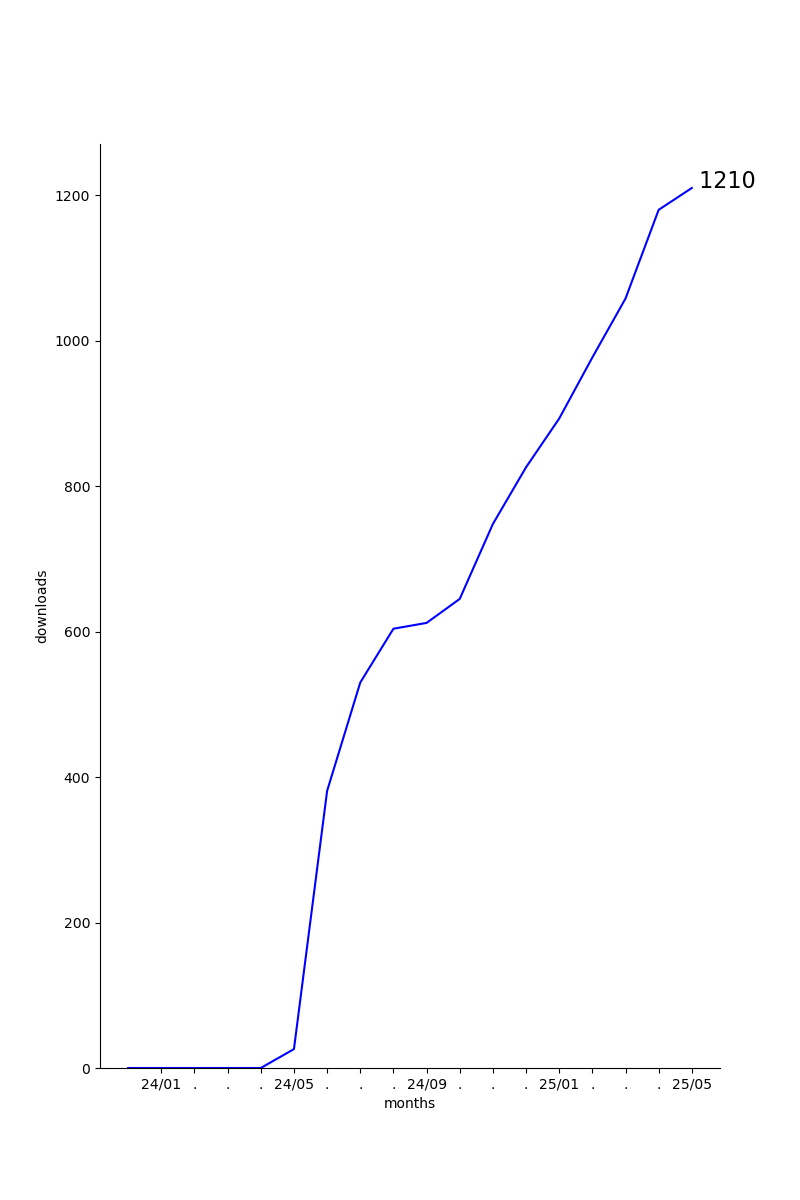 1210
1200
1000
800
600
400
200
0
downloads
24/01 . . . 24/05 . . . 24/09 . . . 25/01 . . . 25/05
months